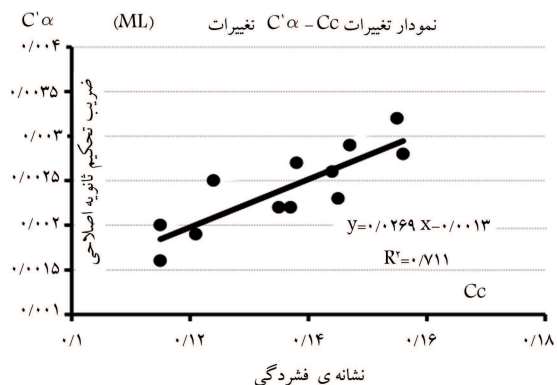 C'α (ML) نمودار تغییرات C'α – Cc تغییرات
۰/۰۰۴
۰/۰۰۳۵
۰/۰۰۳
۰/۰۰۲۵
۰/۰۰۲
۰/۰۰۱۵
۰/۰۰۱
ضریب تحکیم ثانویه اصلاحی
y=۰/۰۲۶۹ x–۰/۰۰۱۳
R²=۰/۷۱۱
Cc
۰/۱ ۰/۱۲ ۰/۱۴ ۰/۱۶ ۰/۱۸
نشانه ی فشردگی